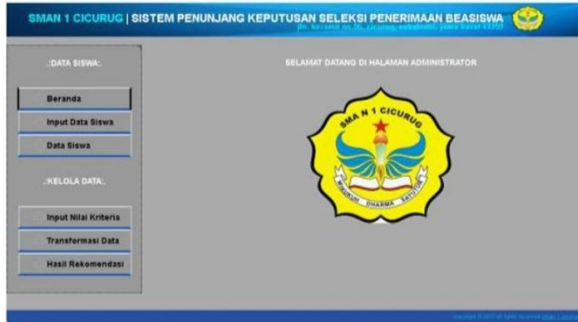 SMAN 1 CICURUG | SISTEM PENUNJANG KEPUTUSAN SELEKSI PENERIMAAN BEASISWA
.:DATA SISWA:.
SELAMAT DATANG DI HALAMAN ADMINISTRATOR
Beranda
Input Data Siswa
Data Siswa
.:KELOLA DATA:.
Input Nilai Kriteria
Transformasi Data
Hasil Rekomendasi
SMA N 1 CICURUG
DHARMA